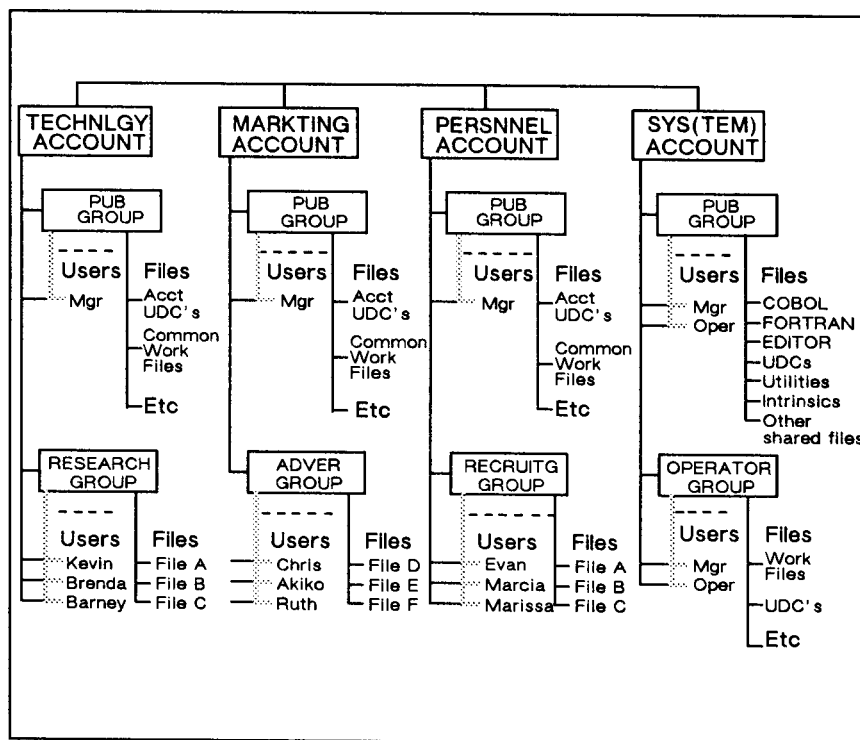 TECHNLGY
ACCOUNT
MARKTING
ACCOUNT
PERSNNEL
ACCOUNT
SYS(TEM)
ACCOUNT
PUB
GROUP
Users
Files
Mgr
Acct
UDC's
Common
Work
Files
Etc
PUB
GROUP
Users
Files
Mgr
Acct
UDC's
Common
Work
Files
Etc
PUB
GROUP
Users
Files
Mgr
Acct
UDC's
Common
Work
Files
Etc
PUB
GROUP
Users
Files
Mgr
Oper
COBOL
FORTRAN
EDITOR
UDCs
Utilities
Intrinsics
Other
shared files
RESEARCH
GROUP
Users
Files
Kevin
File A
Brenda
File B
Barney
File C
ADVER
GROUP
Users
Files
Chris
File D
Akiko
File E
Ruth
File F
RECRUITG
GROUP
Users
Files
Evan
File A
Marcia
File B
Marissa
File C
OPERATOR
GROUP
Users
Files
Mgr
Oper
Work
Files
UDC's
Etc